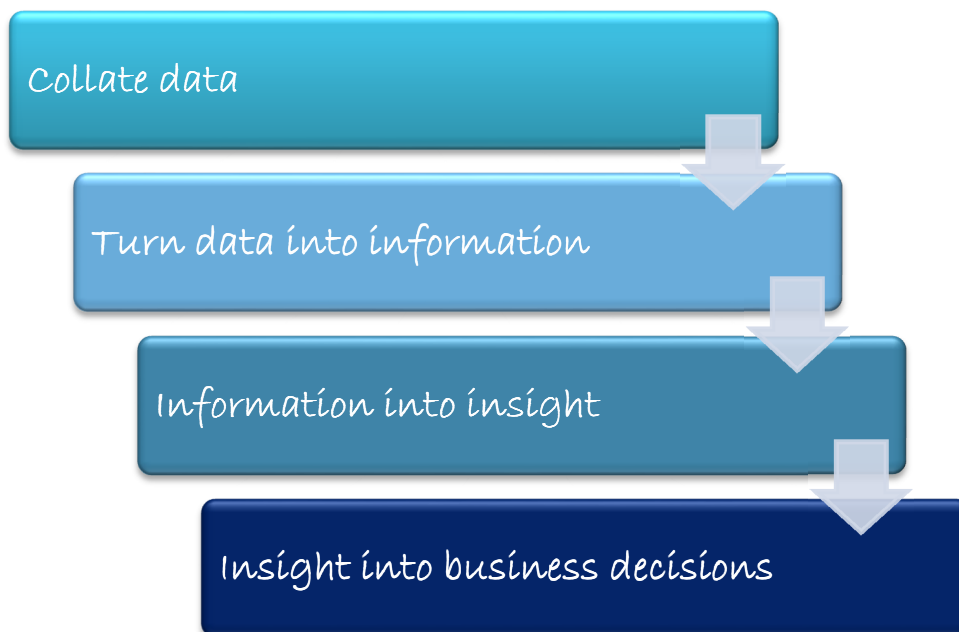 Collate data
Turn data into information
Information into insight
Insight into business decisions